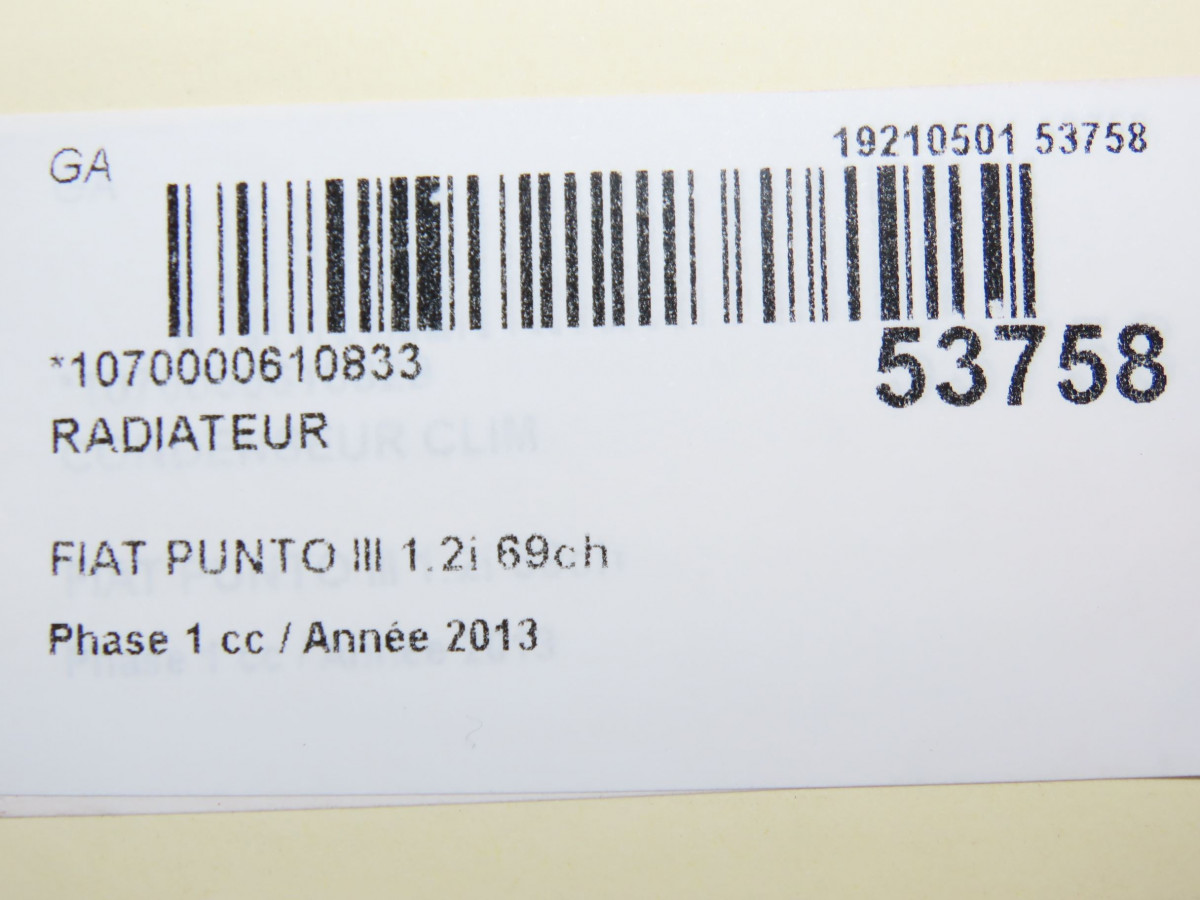 GA
19210501 53758
*1070000610833
53758
RADIATEUR
FIAT PUNTO III 1.2i 69ch
Phase 1 cc / Année 2013